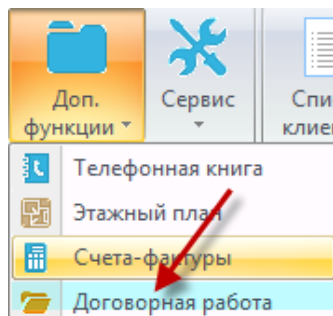 Доп.
функции
Сервис
Спи
клие
Телефонная книга
Этажный план
Счета-фактуры
Договорная работа